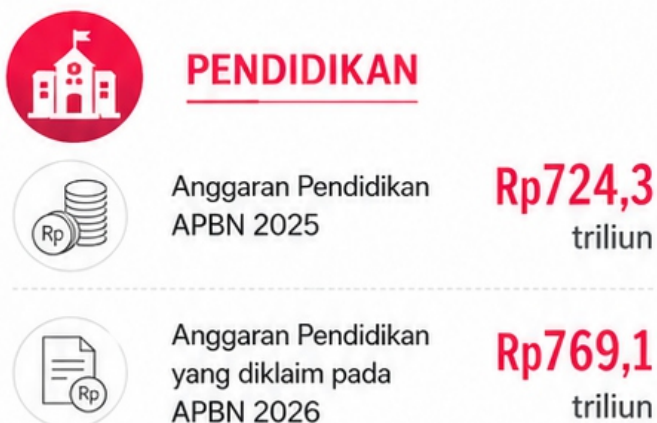 PENDIDIKAN
Anggaran Pendidikan
APBN 2025
Rp724,3
triliun
Rp
Anggaran Pendidikan
yang diklaim pada
APBN 2026
Rp769,1
triliun
Rp